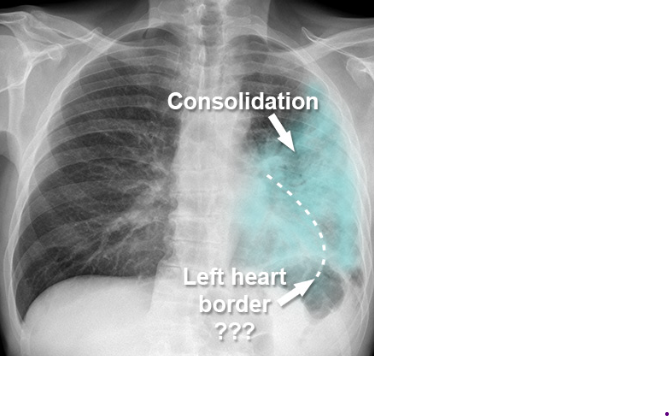 Consolidation
Left heart
border
???